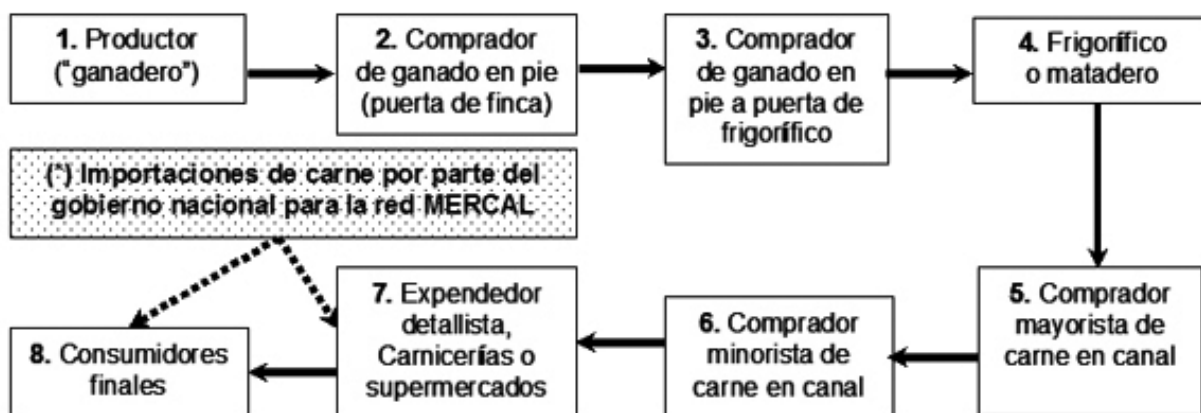 1. Productor
("ganadero")
2. Comprador
de ganado en pie
(puerta de finca)
3. Comprador
de ganado en
pie a puerta de
frigorífico
4. Frigorífico
o matadero
(*) Importaciones de carne por parte del
gobierno nacional para la red MERCAL
5. Comprador
mayorista de
carne en canal
6. Comprador
minorista de
carne en canal
7. Expendedor
detallista,
Carnicerías o
supermercados
8. Consumidores
finales